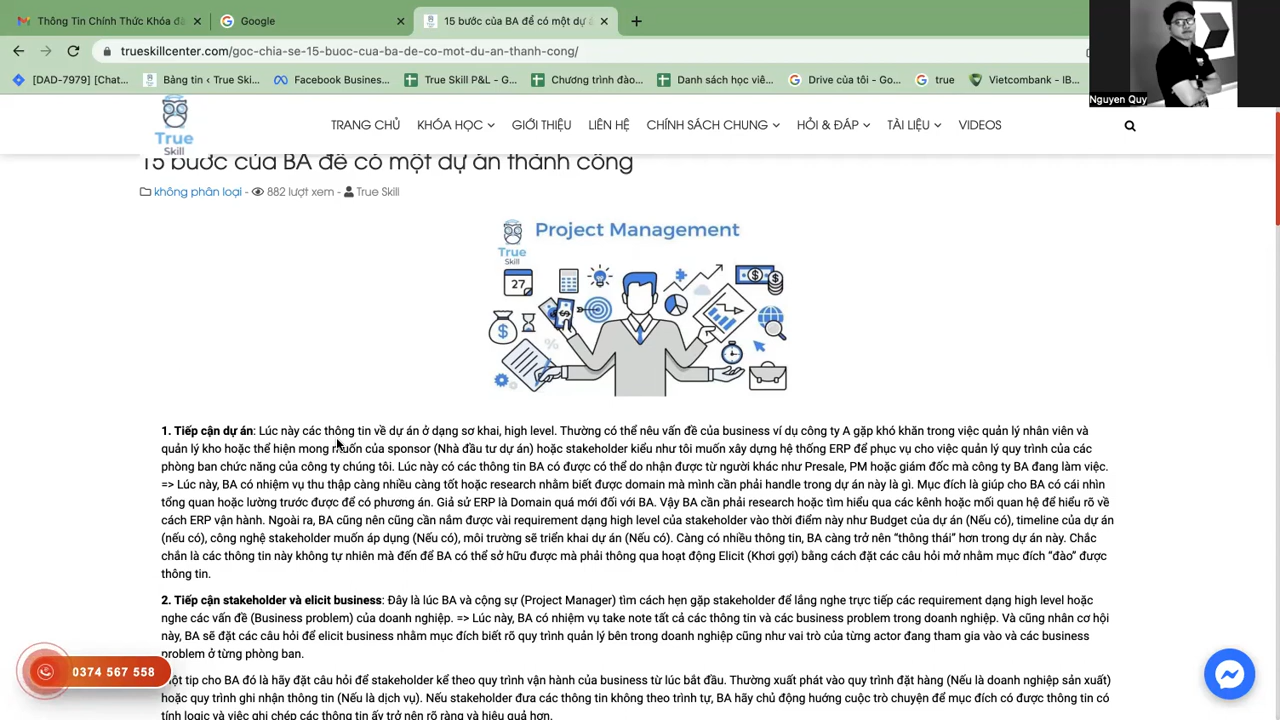 Thông Tin Chính Thức Khóa đà
Google
15 bước của BA để có một dự á
trueskillcenter.com/goc-chia-se-15-buoc-cua-ba-de-co-mot-du-an-thanh-cong/
[DAD-7979] [Chat...
Bảng tin ‹ True Skil...
Facebook Business...
True Skill P&L - G...
Chương trình đào...
Danh sách học viê...
Drive của tôi - Go...
true
Vietcombank - IB...
Nguyen Quy
True
Skill
TRANG CHỦ
KHÓA HỌC
GIỚI THIỆU
LIÊN HỆ
CHÍNH SÁCH CHUNG
HỎI & ĐÁP
TÀI LIỆU
VIDEOS
15 bước của BA để có một dự án thành công
không phân loại - 882 lượt xem - True Skill
Project Management
True
Skill
27
1. Tiếp cận dự án: Lúc này các thông tin về dự án ở dạng sơ khai, high level. Thường có thể nêu vấn đề của business ví dụ công ty A gặp khó khăn trong việc quản lý nhân viên và
quản lý kho hoặc thể hiện mong muốn của sponsor (Nhà đầu tư dự án) hoặc stakeholder kiểu như tôi muốn xây dựng hệ thống ERP để phục vụ cho việc quản lý quy trình của các
phòng ban chức năng của công ty chúng tôi. Lúc này có các thông tin BA có được có thể do nhận được từ người khác như Presale, PM hoặc giám đốc mà công ty BA đang làm việc.
=> Lúc này, BA có nhiệm vụ thu thập càng nhiều càng tốt hoặc research nhằm biết được domain mà mình cần phải handle trong dự án này là gì. Mục đích là giúp cho BA có cái nhìn
tổng quan hoặc lường trước được để có phương án. Giả sử ERP là Domain quá mới đối với BA. Vậy BA cần phải research hoặc tìm hiểu qua các kênh hoặc mối quan hệ để hiểu rõ về
cách ERP vận hành. Ngoài ra, BA cũng nên cũng cần nắm được vài requirement dạng high level của stakeholder vào thời điểm này như Budget của dự án (Nếu có), timeline của dự án
(nếu có), công nghệ stakeholder muốn áp dụng (Nếu có), môi trường sẽ triển khai dự án (Nếu có). Càng có nhiều thông tin, BA càng trở nên “thông thái” hơn trong dự án này. Chắc
chắn là các thông tin này không tự nhiên mà đến để BA có thể sở hữu được mà phải thông qua hoạt động Elicit (Khơi gợi) bằng cách đặt các câu hỏi mở nhằm mục đích “đào” được
thông tin.
2. Tiếp cận stakeholder và elicit business: Đây là lúc BA và cộng sự (Project Manager) tìm cách hẹn gặp stakeholder để lắng nghe trực tiếp các requirement dạng high level hoặc
nghe các vấn đề (Business problem) của doanh nghiệp. => Lúc này, BA có nhiệm vụ take note tất cả các thông tin và các business problem trong doanh nghiệp. Và cũng nhân cơ hội
này, BA sẽ đặt các câu hỏi để elicit business nhằm mục đích biết rõ quy trình quản lý bên trong doanh nghiệp cũng như vai trò của từng actor đang tham gia vào và các business
problem ở từng phòng ban.
0374 567 558
một tip cho BA đó là hãy đặt câu hỏi để stakeholder kể theo quy trình vận hành của business từ lúc bắt đầu. Thường xuất phát vào quy trình đặt hàng (Nếu là doanh nghiệp sản xuất)
hoặc quy trình ghi nhận thông tin (Nếu là dịch vụ). Nếu stakeholder đưa các thông tin không theo trình tự, BA hãy chủ động huớng cuộc trò chuyện để mục đích có được thông tin có
tính logic và việc ghi chép các thông tin ấy trở nên rõ ràng và hiệu quả hơn.